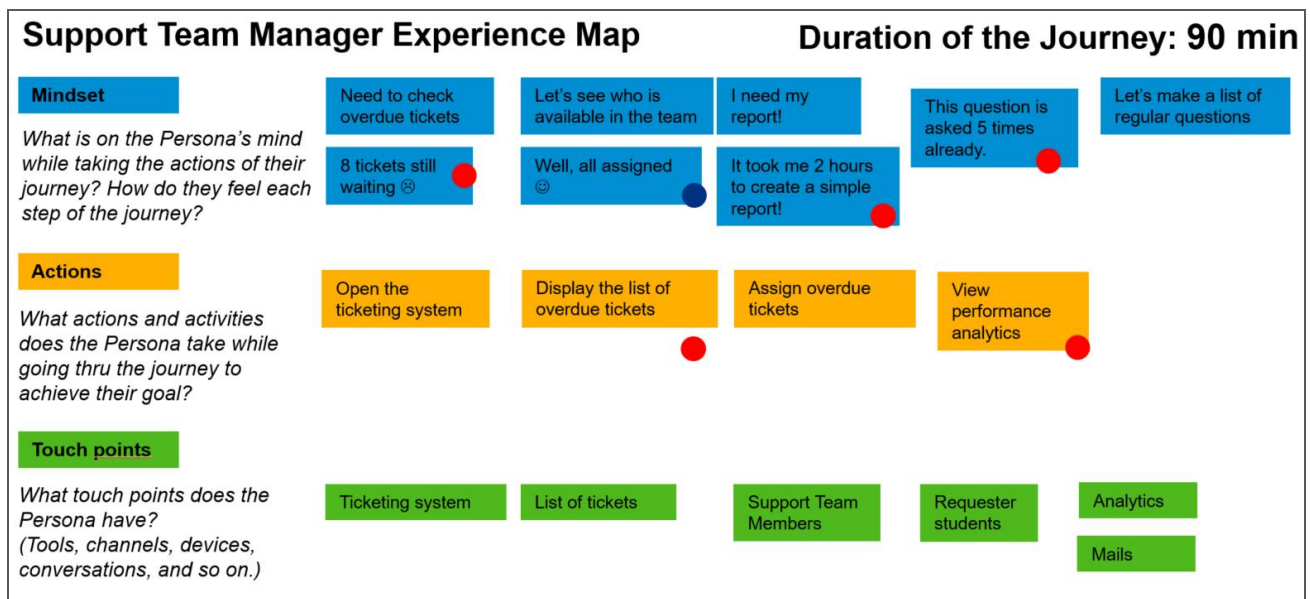 Support Team Manager Experience Map
Duration of the Journey: 90 min
Mindset
What is on the Persona's mind
while taking the actions of their
journey? How do they feel each
step of the journey?
Need to check
overdue tickets
Let's see who is
available in the team
I need my
report!
This question is
asked 5 times
already.
Let's make a list of
regular questions
8 tickets still
waiting ☹
Well, all assigned
☺
It took me 2 hours
to create a simple
report!
Actions
What actions and activities
does the Persona take while
going thru the journey to
achieve their goal?
Open the
ticketing system
Display the list of
overdue tickets
Assign overdue
tickets
View
performance
analytics
Touch points
What touch points does the
Persona have?
(Tools, channels, devices,
conversations, and so on.)
Ticketing system
List of tickets
Support Team
Members
Requester
students
Analytics
Mails